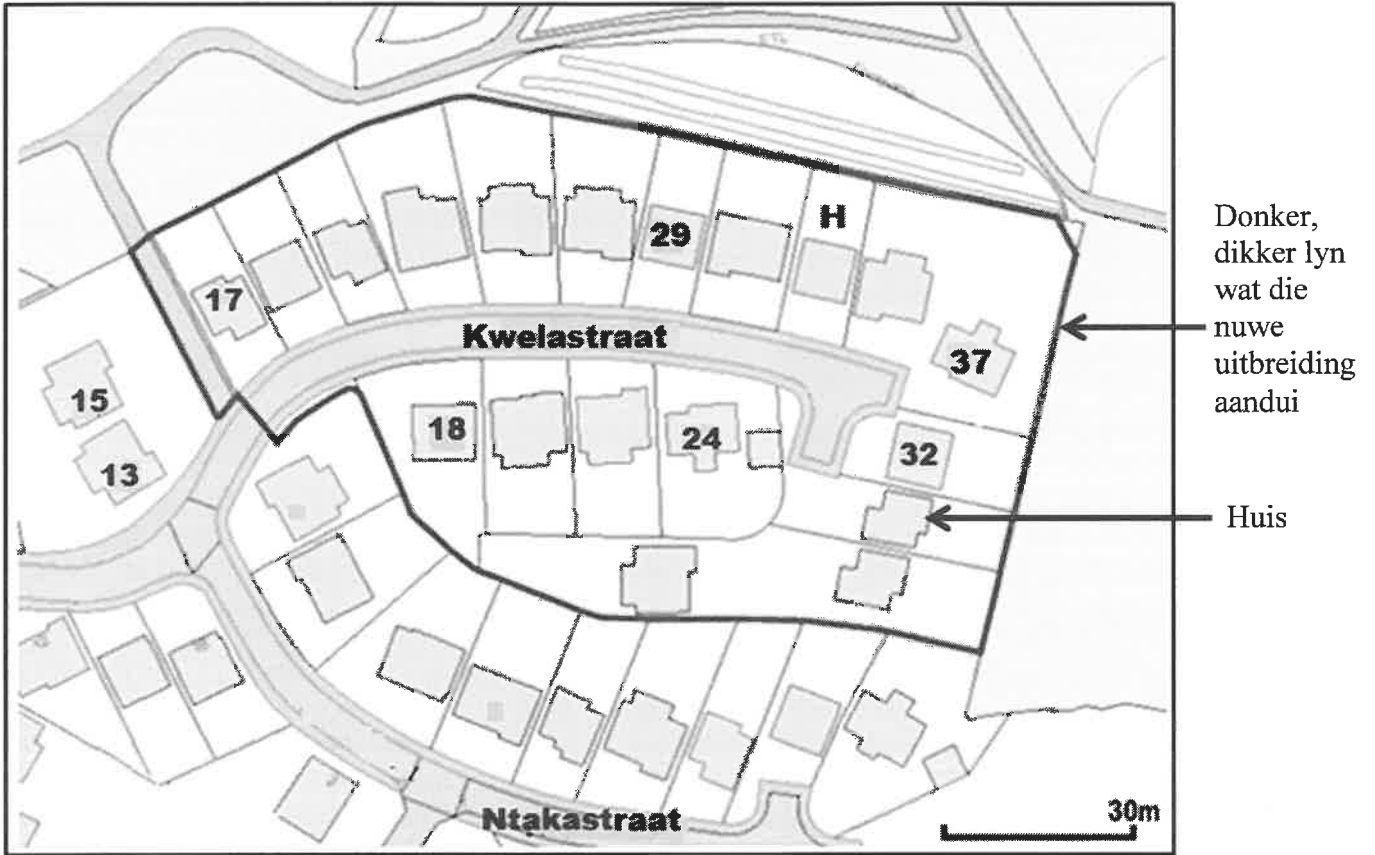 H
29
17
Kwelastraat
37
15
18
24
32
13
Ntakastraat
30m
Donker,
dikker lyn
wat die
nuwe
uitbreiding
aandui
Huis